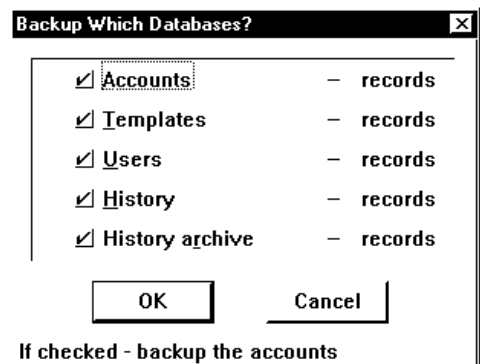 Backup Which Databases?
Accounts – records
Templates – records
Users – records
History – records
History archive – records
OK Cancel
If checked - backup the accounts